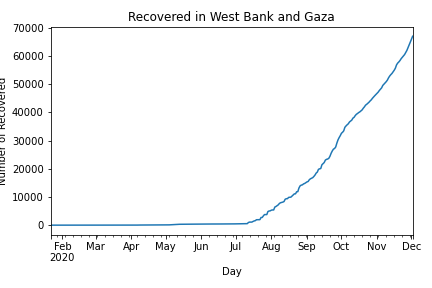 Recovered in West Bank and Gaza
Number of Recovered
70000
60000
50000
40000
30000
20000
10000
0
Feb Mar Apr May Jun Jul Aug Sep Oct Nov Dec
2020
Day